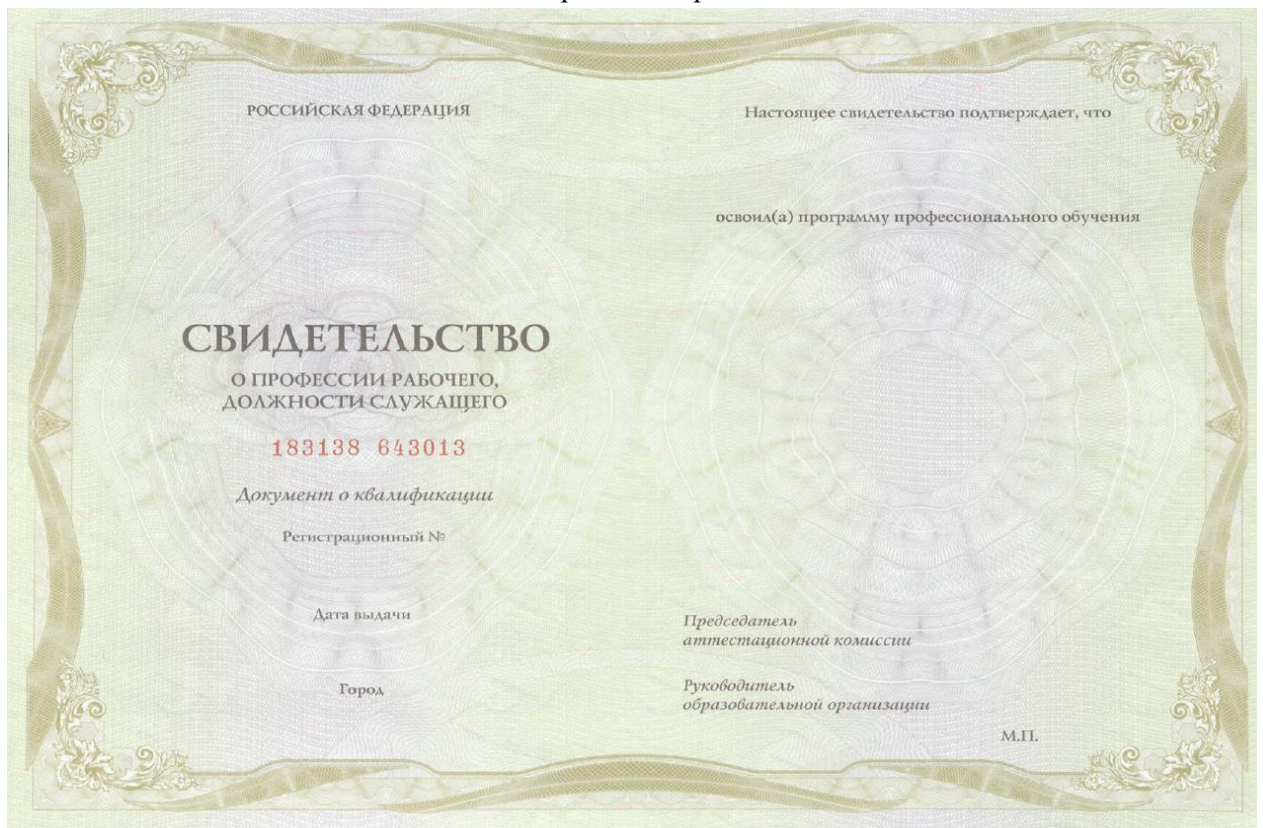 РОССИЙСКАЯ ФЕДЕРАЦИЯ
СВИДЕТЕЛЬСТВО
О ПРОФЕССИИ РАБОЧЕГО,
ДОЛЖНОСТИ СЛУЖАЩЕГО
183138 643013
Документ о квалификации
Регистрационный №
Дата выдачи
Город
Настоящее свидетельство подтверждает, что
освоил(а) программу профессионального обучения
Председатель
аттестационной комиссии
Руководитель
образовательной организации
М.П.